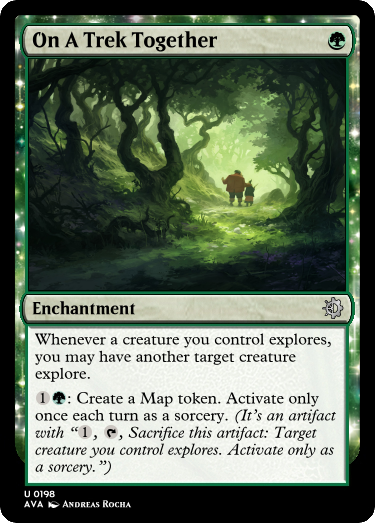 On A Trek Together
Enchantment
Whenever a creature you control explores,
you may have another target creature
explore.
1: Create a Map token. Activate only
once each turn as a sorcery. (It's an artifact
with “1, , Sacrifice this artifact: Target
creature you control explores. Activate only as
a sorcery.”)
U 0198
AVA Andreas Rocha